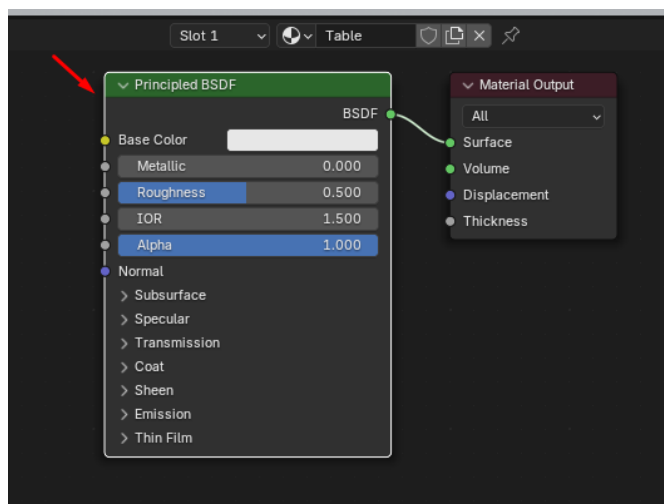 Slot 1
Table
Principled BSDF
BSDF
Base Color
Metallic 0.000
Roughness 0.500
IOR 1.500
Alpha 1.000
Normal
Subsurface
Specular
Transmission
Coat
Sheen
Emission
Thin Film
Material Output
All
Surface
Volume
Displacement
Thickness